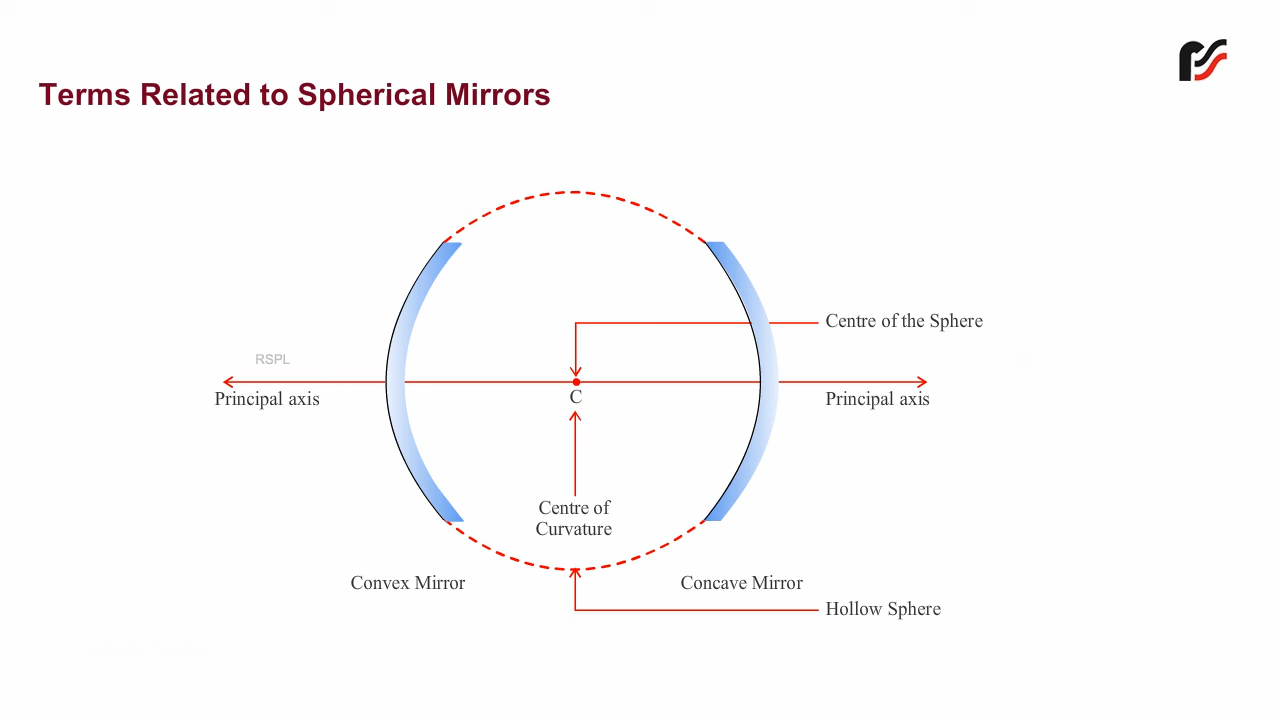 Terms Related to Spherical Mirrors
Centre of the Sphere
RSPL
Principal axis
C
Principal axis
Centre of
Curvature
Convex Mirror
Concave Mirror
Hollow Sphere